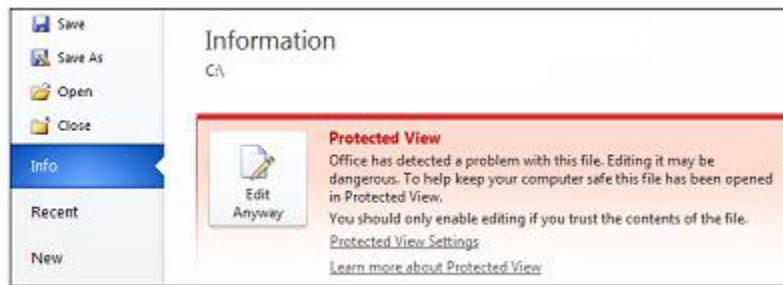 Save
Save As
Open
Close
Info
Recent
New
Information
C:\
Edit
Anyway
Protected View
Office has detected a problem with this file. Editing it may be
dangerous. To help keep your computer safe this file has been opened
in Protected View.
You should only enable editing if you trust the contents of the file.
Protected View Settings
Learn more about Protected View